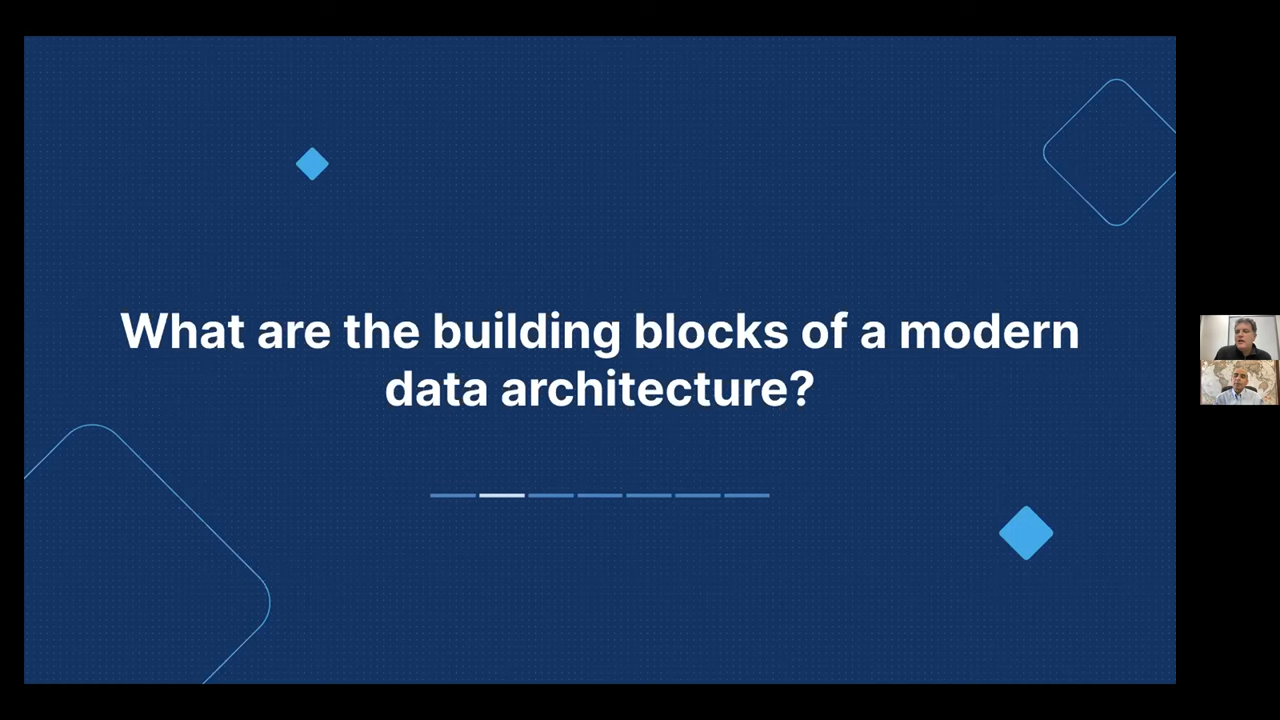 What are the building blocks of a modern
data architecture?